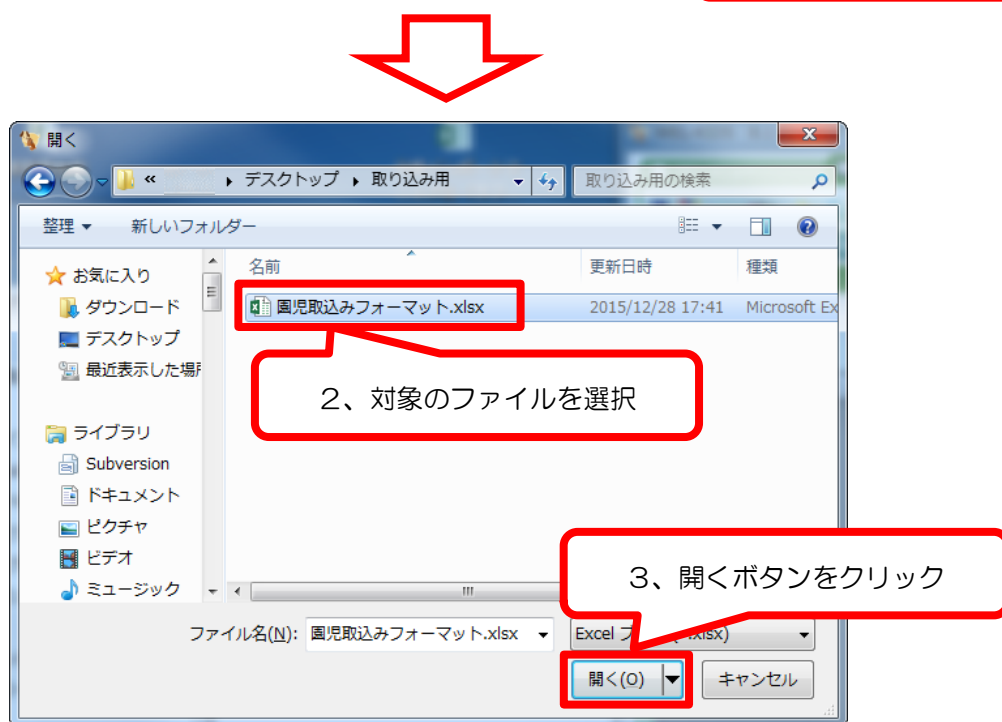 開く
« デスクトップ 取り込み用
取り込み用の検索
整理 新しいフォルダー
名前 更新日時 種類
お気に入り
ダウンロード
デスクトップ
最近表示した場所
園児取込みフォーマット.xlsx 2015/12/28 17:41 Microsoft Ex
2、対象のファイルを選択
ライブラリ
Subversion
ドキュメント
ピクチャ
ビデオ
ミュージック
3、開くボタンをクリック
ファイル名(N): 園児取込みフォーマット.xlsx
Excel
.xlsx)
開く(O) キャンセル